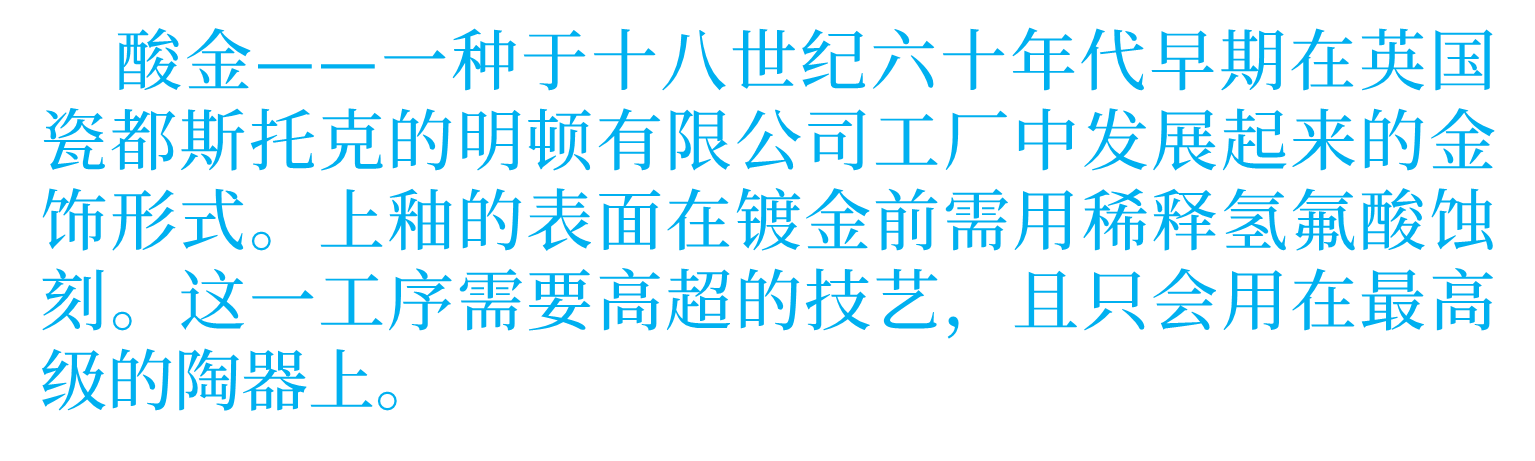 酸金——一种于十八世纪六十年代早期在英国
瓷都斯托克的明顿有限公司工厂中发展起来的金
饰形式。上釉的表面在镀金前需用稀释氢氟酸蚀
刻。这一工序需要高超的技艺，且只会用在最高
级的陶器上。